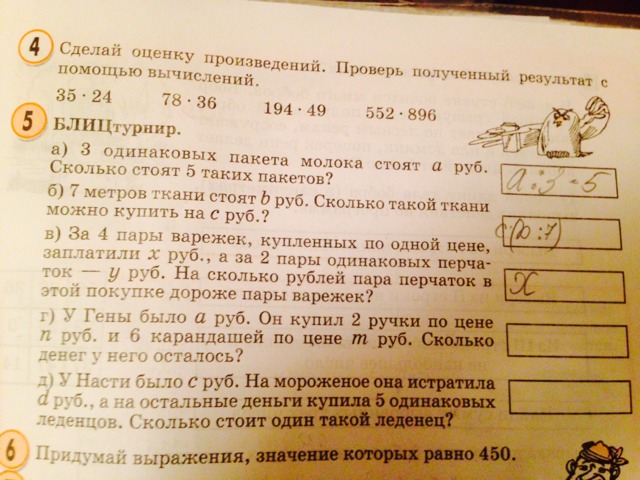 4 Сделай оценку произведений. Проверь полученный результат с
помощью вычислений.
35 · 24 78 · 36 194 · 49 552 · 896
5 БЛИЦтурнир.
а) 3 одинаковых пакета молока стоят a руб.
Сколько стоят 5 таких пакетов?
a:3·5
б) 7 метров ткани стоят b руб. Сколько такой ткани
можно купить на c руб.?
c:(b:7)
в) За 4 пары варежек, купленных по одной цене,
заплатили x руб., а за 2 пары одинаковых перча-
ток — y руб. На сколько рублей пара перчаток в
этой покупке дороже пары варежек?
x
г) У Гены было a руб. Он купил 2 ручки по цене
n руб. и 6 карандашей по цене m руб. Сколько
денег у него осталось?
д) У Насти было c руб. На мороженое она истратила
d руб., а на остальные деньги купила 5 одинаковых
леденцов. Сколько стоит один такой леденец?
6 Придумай выражения, значение которых равно 450.